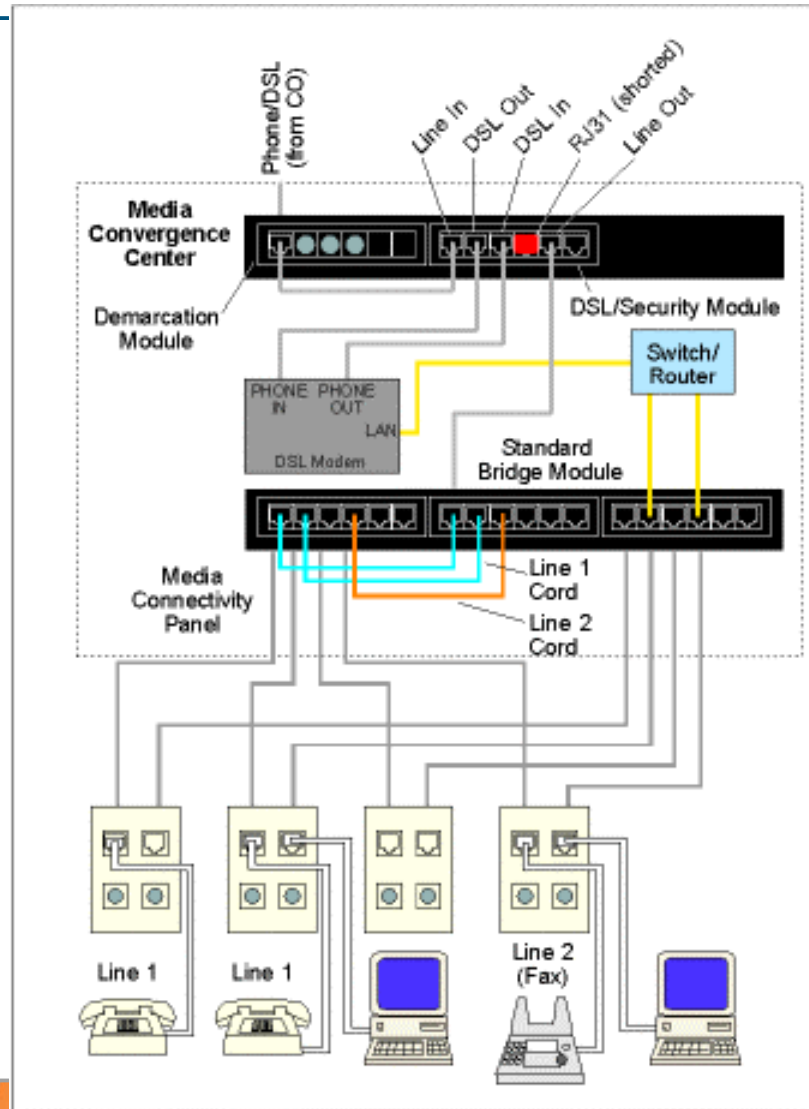 Phone/DSL
(from CO)
Line In
DSL Out
DSL In
RJ31 (shorted)
Line Out
Media
Convergence
Center
Demarcation
Module
DSL/Security Module
Switch/
Router
PHONE IN
PHONE OUT
LAN
DSL Modem
Standard
Bridge Module
Media
Connectivity
Panel
Line 1
Cord
Line 2
Cord
Line 1
Line 1
Line 2
(Fax)